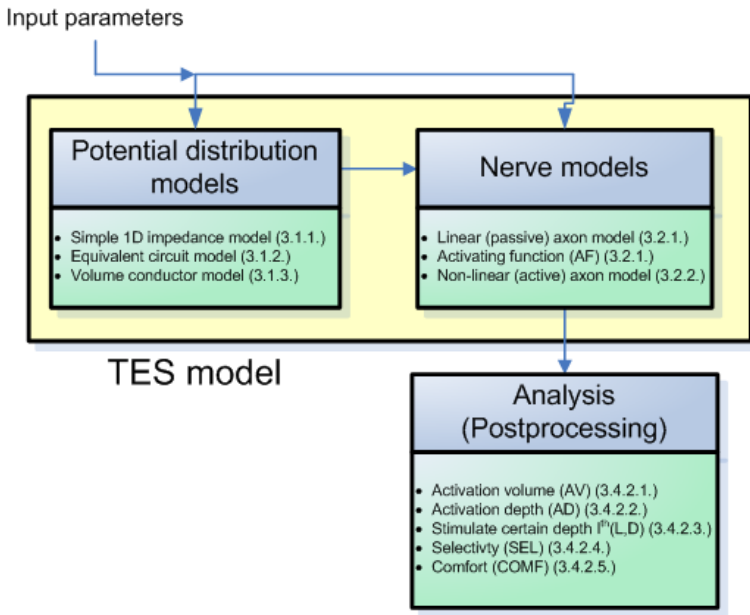 Input parameters
Potential distribution
models
• Simple 1D impedance model (3.1.1.)
• Equivalent circuit model (3.1.2.)
• Volume conductor model (3.1.3.)
Nerve models
• Linear (passive) axon model (3.2.1.)
• Activating function (AF) (3.2.1.)
• Non-linear (active) axon model (3.2.2.)
TES model
Analysis
(Postprocessing)
• Activation volume (AV) (3.4.2.1.)
• Activation depth (AD) (3.4.2.2.)
• Stimulate certain depth I^th(L,D) (3.4.2.3.)
• Selectivty (SEL) (3.4.2.4.)
• Comfort (COMF) (3.4.2.5.)